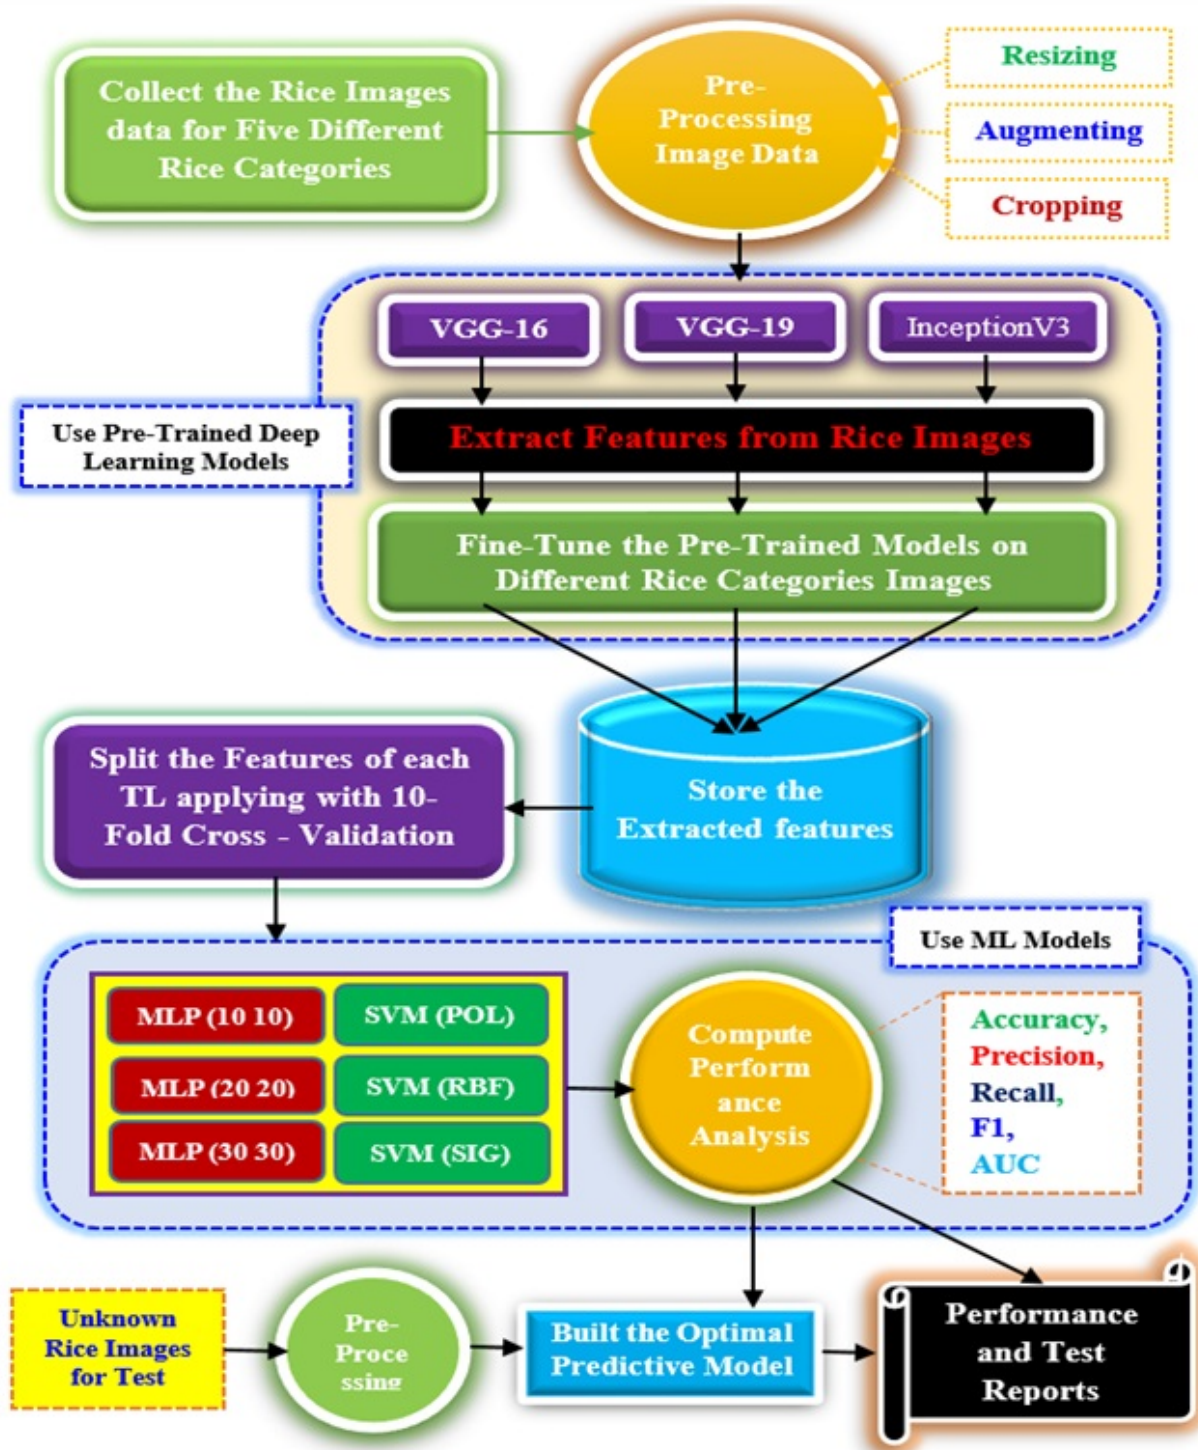 Collect the Rice Images
data for Five Different
Rice Categories
Pre-
Processing
Image Data
Resizing
Augmenting
Cropping
VGG-16
VGG-19
InceptionV3
Use Pre-Trained Deep
Learning Models
Extract Features from Rice Images
Fine-Tune the Pre-Trained Models on
Different Rice Categories Images
Split the Features of each
TL applying with 10-
Fold Cross - Validation
Store the
Extracted features
Use ML Models
MLP (10 10)
SVM (POL)
MLP (20 20)
SVM (RBF)
MLP (30 30)
SVM (SIG)
Compute
Perform
ance
Analysis
Accuracy,
Precision,
Recall,
F1,
AUC
Unknown
Rice Images
for Test
Pre-
Proce
ssing
Built the Optimal
Predictive Model
Performance
and Test
Reports